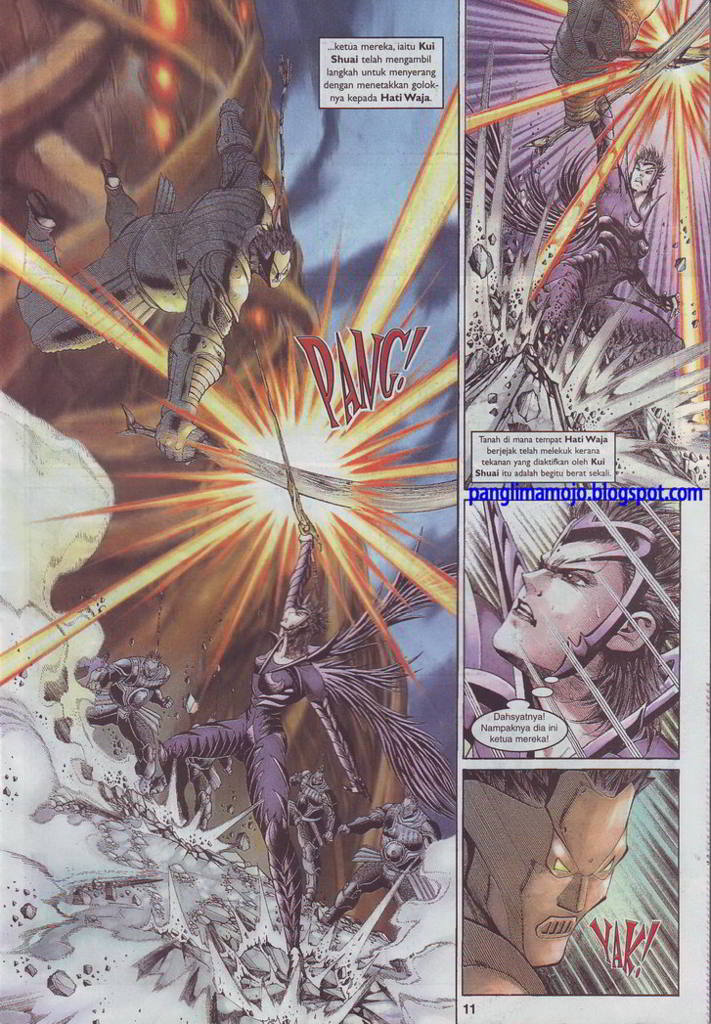 ...ketua mereka, iaitu Kui
Shuai telah mengambil
langkah untuk menyerang
dengan menetakkan golok-
nya kepada Hati Waja.
PANG!
Tanah di mana tempat Hati Waja
berjejak telah melekuk kerana
tekanan yang diaktifkan oleh Kui
Shuai itu adalah begitu berat sekali.
panglimamojo.blogspot.com
Dahsyatnya!
Nampaknya dia ini
ketua mereka!
YAK!
11